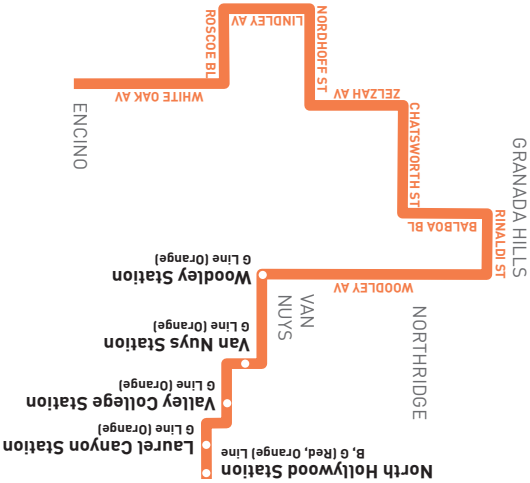 North Hollywood Station
B, G (Red, Orange) Line
Laurel Canyon Station
G Line (Orange)
Valley College Station
G Line (Orange)
Van Nuys Station
G Line (Orange)
Woodley Station
G Line (Orange)
WOODLEY AV
VAN
NUYS
NORTHRIDGE
RINALDI ST
GRANADA HILLS
BALBOA BL
CHATSWORTH ST
ZELZAH AV
NORDHOFF ST
LINDLEY AV
ROSCOE BL
WHITE OAK AV
ENCINO